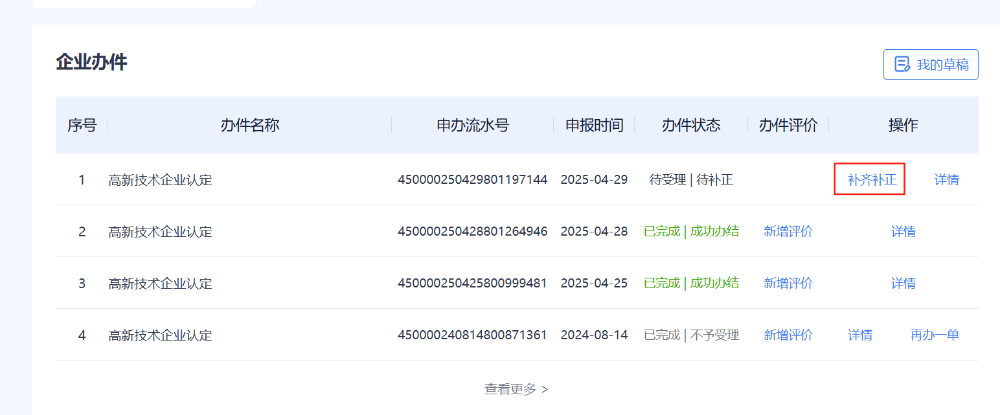 企业办件
我的草稿
序号 办件名称 申办流水号 申报时间 办件状态 办件评价 操作
1 高新技术企业认定 450000250429801197144 2025-04-29 待受理 | 待补正 补齐补正 详情
2 高新技术企业认定 450000250428801264946 2025-04-28 已完成 | 成功办结 新增评价 详情
3 高新技术企业认定 450000250425800999481 2025-04-25 已完成 | 成功办结 新增评价 详情
4 高新技术企业认定 450000240814800871361 2024-08-14 已完成 | 不予受理 新增评价 详情 再办一单
查看更多 >